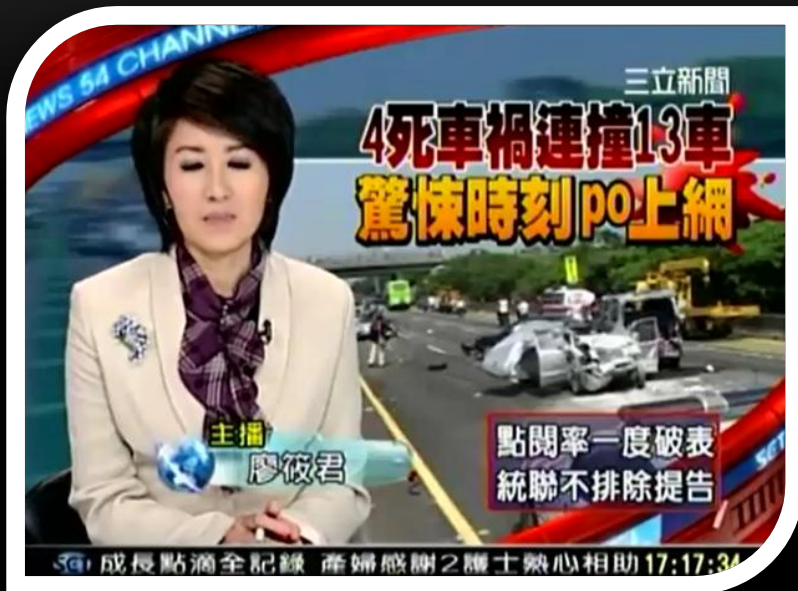 NEWS 54 CHANNE
三立新聞
4死車禍連撞13車
驚悚時刻po上網
主播
廖筱君
點閱率一度破表
統聯不排除提告
SET
成長點滴全記錄 產婦感謝2護士熱心相助 17:17:34